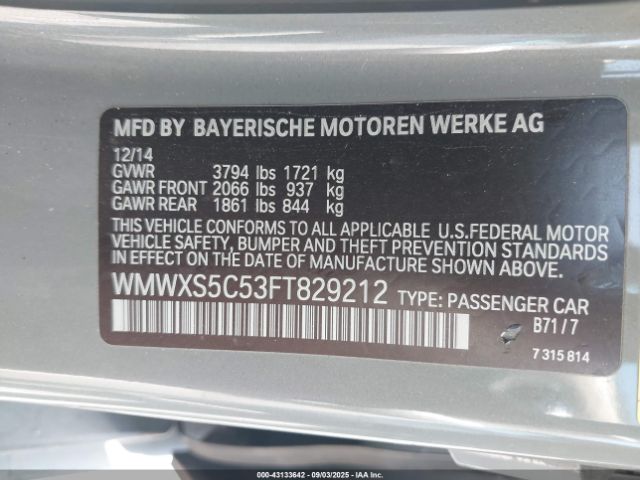 MFD BY BAYERISCHE MOTOREN WERKE AG
12/14
GVWR 3794 lbs 1721 kg
GAWR FRONT 2066 lbs 937 kg
GAWR REAR 1861 lbs 844 kg
THIS VEHICLE CONFORMS TO ALL APPLICABLE U.S.FEDERAL MOTOR
VEHICLE SAFETY, BUMPER AND THEFT PREVENTION STANDARDS
IN EFFECT ON THE DATE OF MANUFACTURE SHOWN ABOVE.
WMWXS5C53FT829212 TYPE: PASSENGER CAR
B71/7
7 315 814
000-43133642 - 09/03/2025 - IAA Inc.